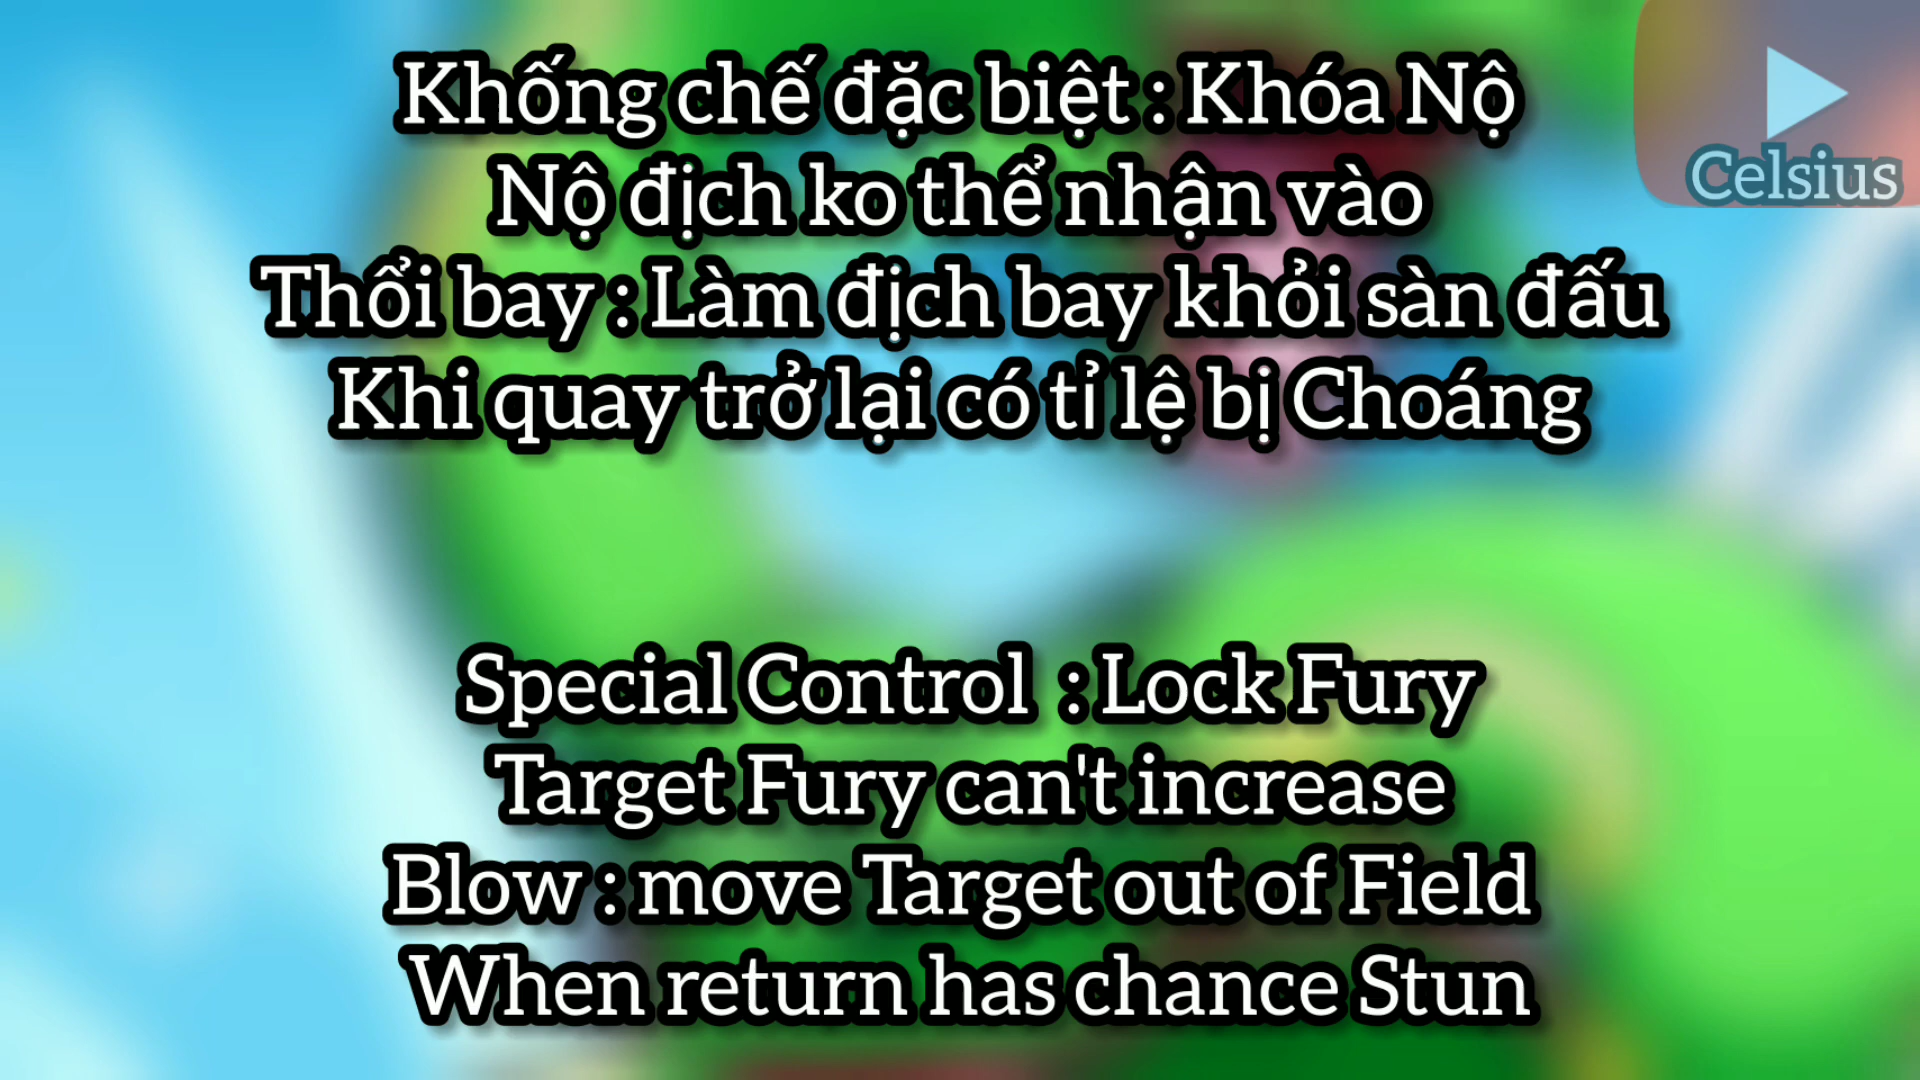 Khống chế đặc biệt : Khóa Nộ
Nộ địch ko thể nhận vào
Thổi bay : Làm địch bay khỏi sàn đấu
Khi quay trở lại có tỉ lệ bị Choáng
Celsius
Special Control : Lock Fury
Target Fury can't increase
Blow : move Target out of Field
When return has chance Stun